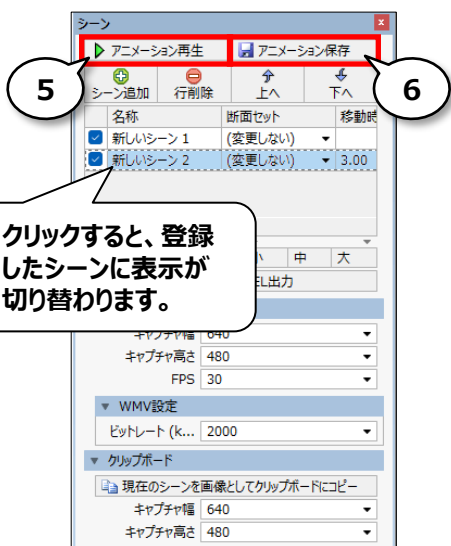 シーン
アニメーション再生
アニメーション保存
5
6
シーン追加 行削除 上へ 下へ
名称 断面セット 移動時
新しいシーン 1 (変更しない)
新しいシーン 2 (変更しない) 3.00
クリックすると、登録
したシーンに表示が
切り替わります。
中 大
EL出力
キャプチャ幅 640
キャプチャ高さ 480
FPS 30
WMV設定
ビットレート (k... 2000
クリップボード
現在のシーンを画像としてクリップボードにコピー
キャプチャ幅 640
キャプチャ高さ 480